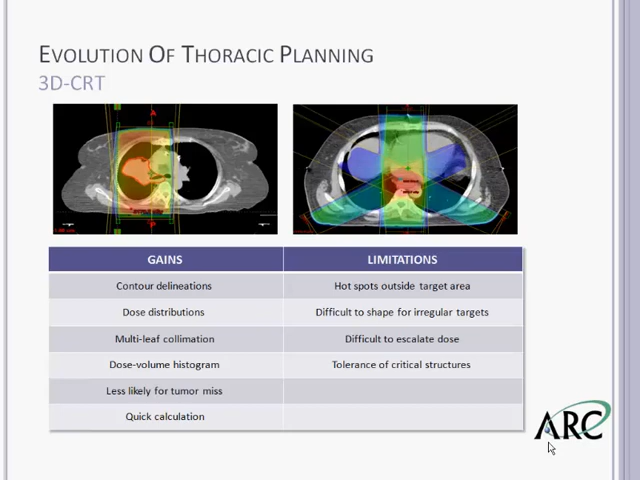 EVOLUTION OF THORACIC PLANNING
3D-CRT
GAINS
LIMITATIONS
Contour delineations
Hot spots outside target area
Dose distributions
Difficult to shape for irregular targets
Multi-leaf collimation
Difficult to escalate dose
Dose-volume histogram
Tolerance of critical structures
Less likely for tumor miss
Quick calculation
ARC